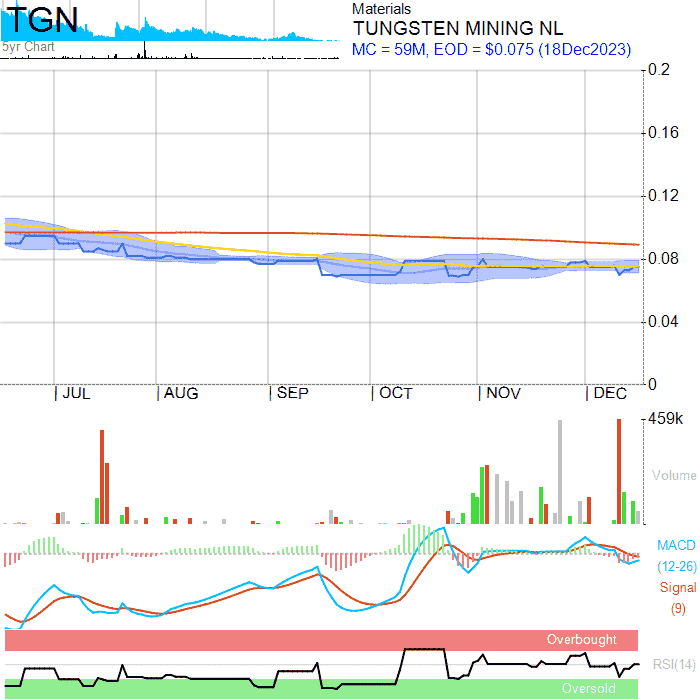 TGN
5yr Chart
Materials
TUNGSTEN MINING NL
MC = 59M, EOD = $0.075 (18Dec2023)
0.2
0.16
0.12
0.08
0.04
0
JUL AUG SEP OCT NOV DEC
459k
Volume
MACD
(12-26)
Signal
(9)
Overbought
RSI(14)
Oversold